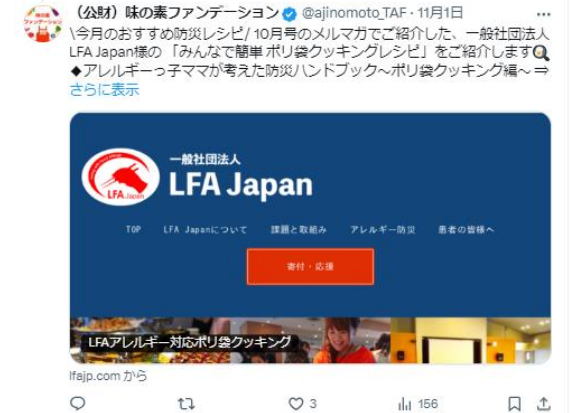 （公財）味の素ファンデーション @ajinomoto_TAF · 11月1日
\今月のおすすめ防災レシピ/ 10月号のメルマガでご紹介した、一般社団法人
LFA Japan様の 「みんなで簡単 ポリ袋クッキングレシピ」をご紹介します🔍
◆アレルギーっ子ママが考えた防災ハンドブック～ポリ袋クッキング編～ ⇒
さらに表示
一般社団法人
LFA Japan
LFA Japan
TOP LFA Japanについて 課題と取組み アレルギー防災 患者の皆様へ
寄付・応援
LFAアレルギー対応ポリ袋クッキング
lfajp.com から
3 156